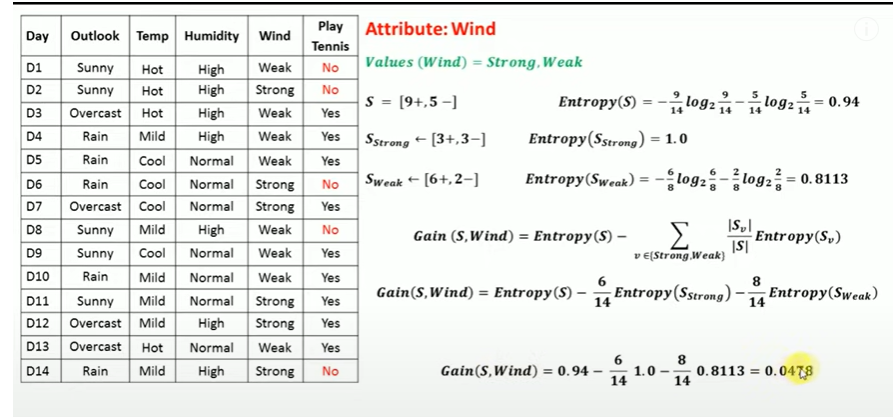 Day Outlook Temp Humidity Wind Play Tennis
D1 Sunny Hot High Weak No
D2 Sunny Hot High Strong No
D3 Overcast Hot High Weak Yes
D4 Rain Mild High Weak Yes
D5 Rain Cool Normal Weak Yes
D6 Rain Cool Normal Strong No
D7 Overcast Cool Normal Strong Yes
D8 Sunny Mild High Weak No
D9 Sunny Cool Normal Weak Yes
D10 Rain Mild Normal Weak Yes
D11 Sunny Mild Normal Strong Yes
D12 Overcast Mild High Strong Yes
D13 Overcast Hot Normal Weak Yes
D14 Rain Mild High Strong No
Attribute: Wind
Values (Wind) = Strong, Weak
S = [9+, 5 −] Entropy(S) = − 9/14 log₂ 9/14 − 5/14 log₂ 5/14 = 0.94
S_Strong ← [3+, 3−] Entropy(S_Strong) = 1.0
S_Weak ← [6+, 2−] Entropy(S_Weak) = − 6/8 log₂ 6/8 − 2/8 log₂ 2/8 = 0.8113
Gain (S, Wind) = Entropy(S) − ∑ v ∈{Strong,Weak} |S_v|/|S| Entropy(S_v)
Gain(S, Wind) = Entropy(S) − 6/14 Entropy(S_Strong) − 8/14 Entropy(S_Weak)
Gain(S, Wind) = 0.94 − 6/14 1.0 − 8/14 0.8113 = 0.0478